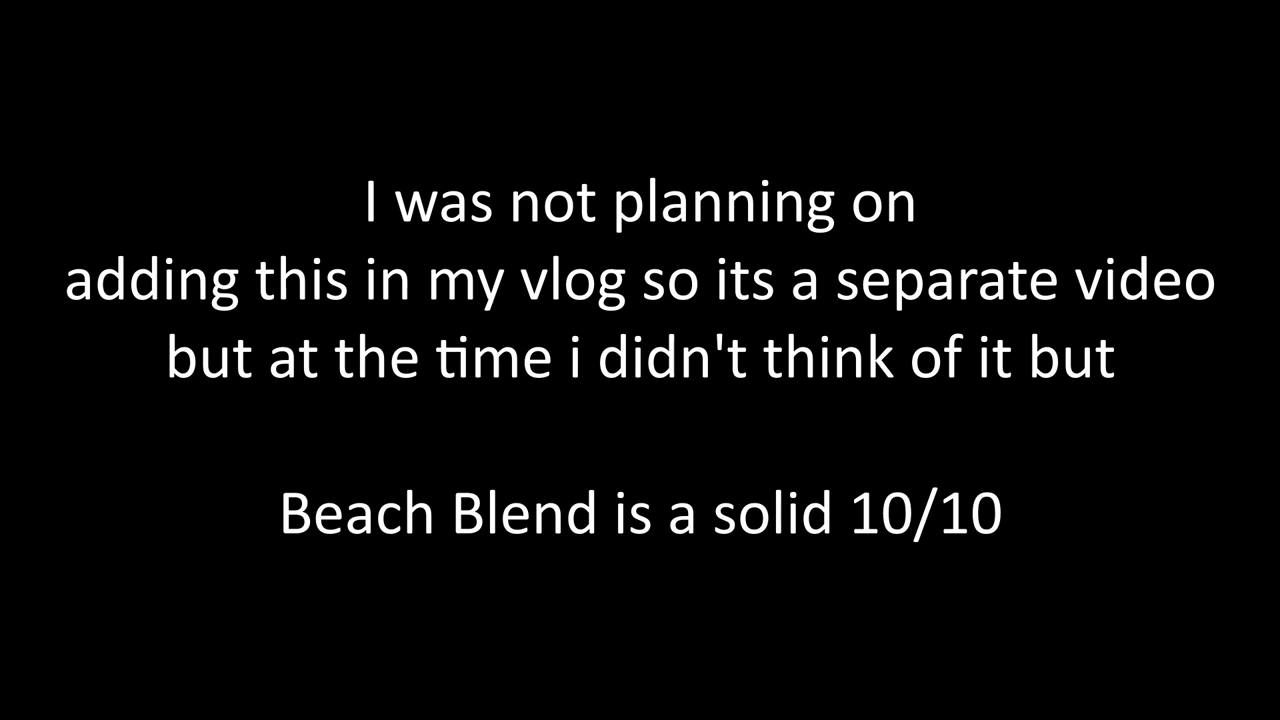 I was not planning on
adding this in my vlog so its a separate video
but at the time i didn't think of it but
Beach Blend is a solid 10/10